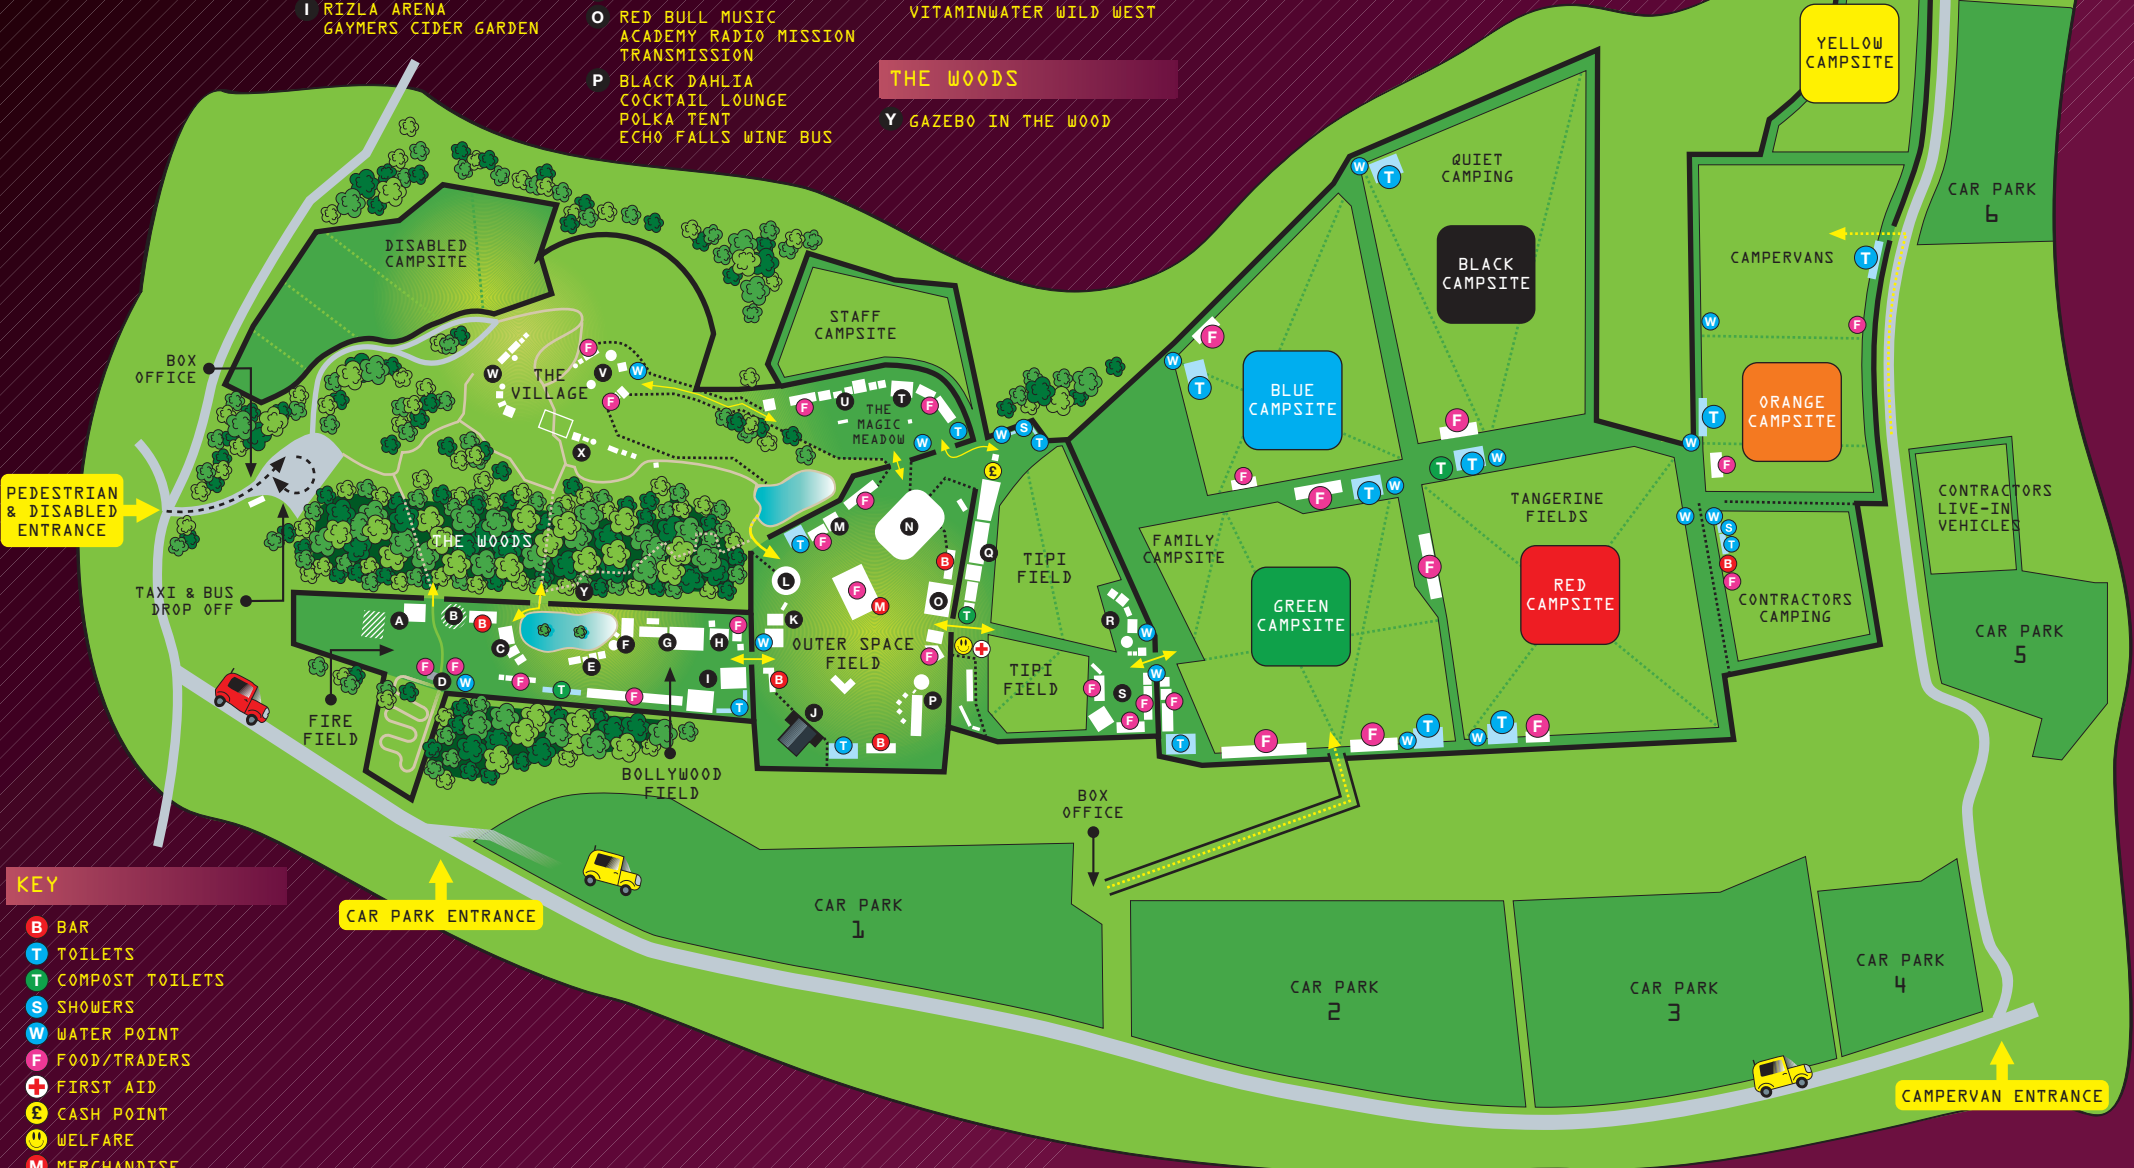 I RIZLA ARENA
GAYMERS CIDER GARDEN
O RED BULL MUSIC
ACADEMY RADIO MISSION
TRANSMISSION
P BLACK DAHLIA
COCKTAIL LOUNGE
POLKA TENT
ECHO FALLS WINE BUS
VITAMINWATER WILD WEST
THE WOODS
Y GAZEBO IN THE WOOD
YELLOW
CAMPSITE
CAR PARK
6
QUIET
CAMPING
W
T
BLACK
CAMPSITE
CAMPERVANS
T
W
F
ORANGE
CAMPSITE
T
W
F
DISABLED
CAMPSITE
STAFF
CAMPSITE
BOX
OFFICE
THE
VILLAGE
F
V
W
W
F
X
THE
MAGIC
MEADOW
F
U
T
F
T
W
W
S
T
£
F
W
T
BLUE
CAMPSITE
F
F
T
W
F
T
T
W
PEDESTRIAN
& DISABLED
ENTRANCE
THE WOODS
TAXI & BUS
DROP OFF
Y
F
M
T
F
N
L
F
M
B
O
Q
T
K
OUTER SPACE
FIELD
F
W
B
J
T
B
P
TIPI
FIELD
TIPI
FIELD
R
W
W
F
S
F
F
F
T
FAMILY
CAMPSITE
GREEN
CAMPSITE
TANGERINE
FIELDS
RED
CAMPSITE
F
W
W
S
T
B
F
CONTRACTORS
CAMPING
CONTRACTORS
LIVE-IN
VEHICLES
CAR PARK
5
A
B
B
C
E
F
G
H
F
I
T
F
F
D
W
F
T
F
FIRE
FIELD
BOLLYWOOD
FIELD
F
F
W
T
W
T
F
BOX
OFFICE
KEY
B BAR
T TOILETS
T COMPOST TOILETS
S SHOWERS
W WATER POINT
F FOOD/TRADERS
FIRST AID
£ CASH POINT
WELFARE
M MERCHANDISE
CAR PARK ENTRANCE
CAR PARK
1
CAR PARK
2
CAR PARK
3
CAR PARK
4
CAMPERVAN ENTRANCE